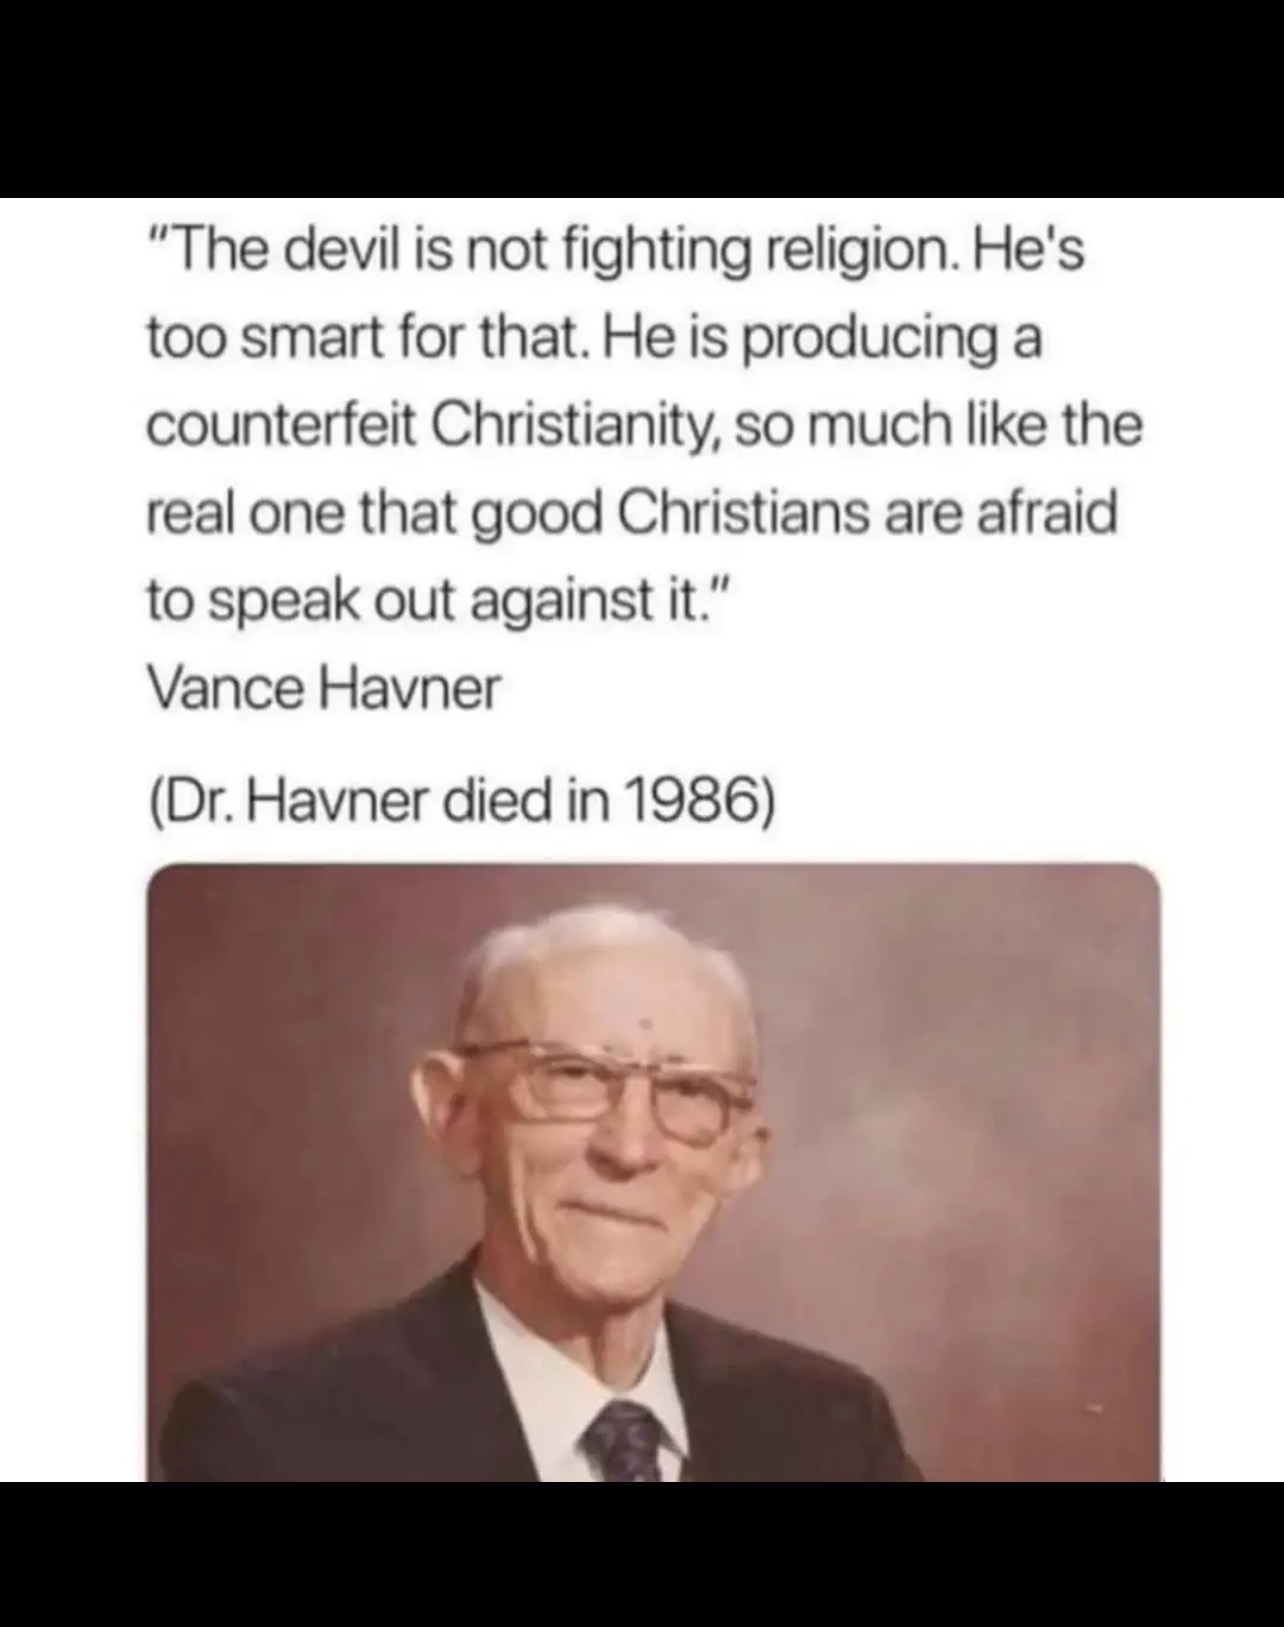 "The devil is not fighting religion. He's
too smart for that. He is producing a
counterfeit Christianity, so much like the
real one that good Christians are afraid
to speak out against it."
Vance Havner
(Dr. Havner died in 1986)